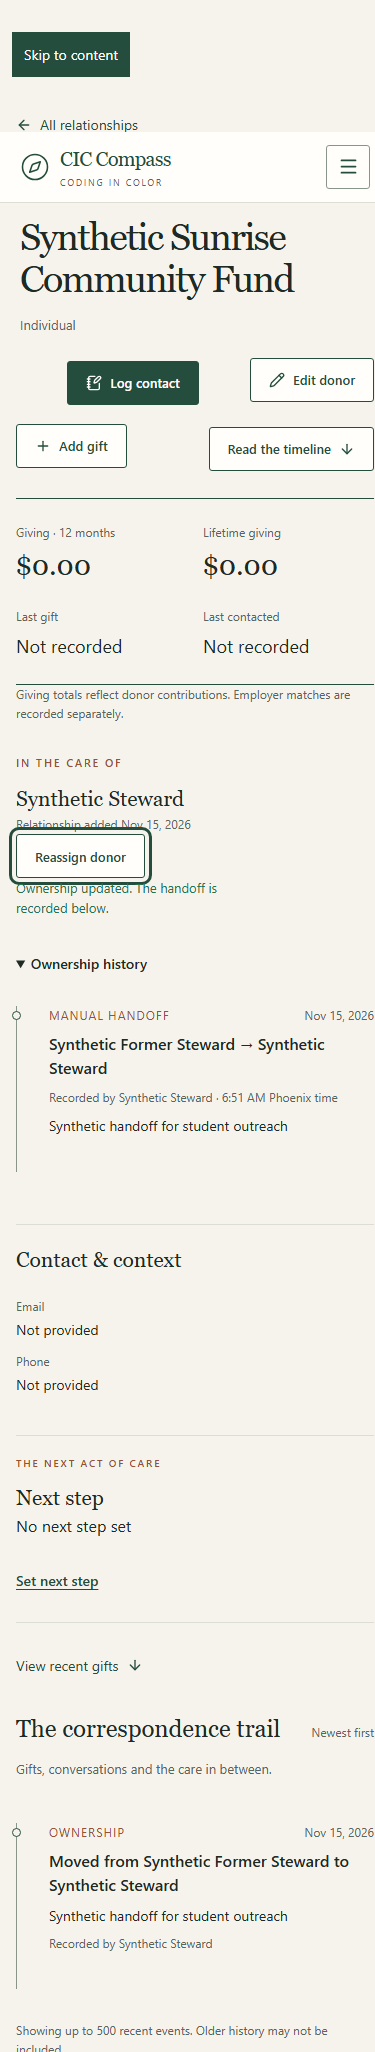 Skip to content
← All relationships
CIC Compass
CODING IN COLOR
Synthetic Sunrise
Community Fund
Individual
Log contact
Edit donor
+ Add gift
Read the timeline ↓
Giving · 12 months
Lifetime giving
$0.00
$0.00
Last gift
Last contacted
Not recorded
Not recorded
Giving totals reflect donor contributions. Employer matches are
recorded separately.
IN THE CARE OF
Synthetic Steward
Relationship added Nov 15, 2026
Reassign donor
Ownership updated. The handoff is
recorded below.
▼ Ownership history
MANUAL HANDOFF
Nov 15, 2026
Synthetic Former Steward → Synthetic
Steward
Recorded by Synthetic Steward · 6:51 AM Phoenix time
Synthetic handoff for student outreach
Contact & context
Email
Not provided
Phone
Not provided
THE NEXT ACT OF CARE
Next step
No next step set
Set next step
View recent gifts ↓
The correspondence trail
Newest first
Gifts, conversations and the care in between.
OWNERSHIP
Nov 15, 2026
Moved from Synthetic Former Steward to
Synthetic Steward
Synthetic handoff for student outreach
Recorded by Synthetic Steward
Showing up to 500 recent events. Older history may not be
included.